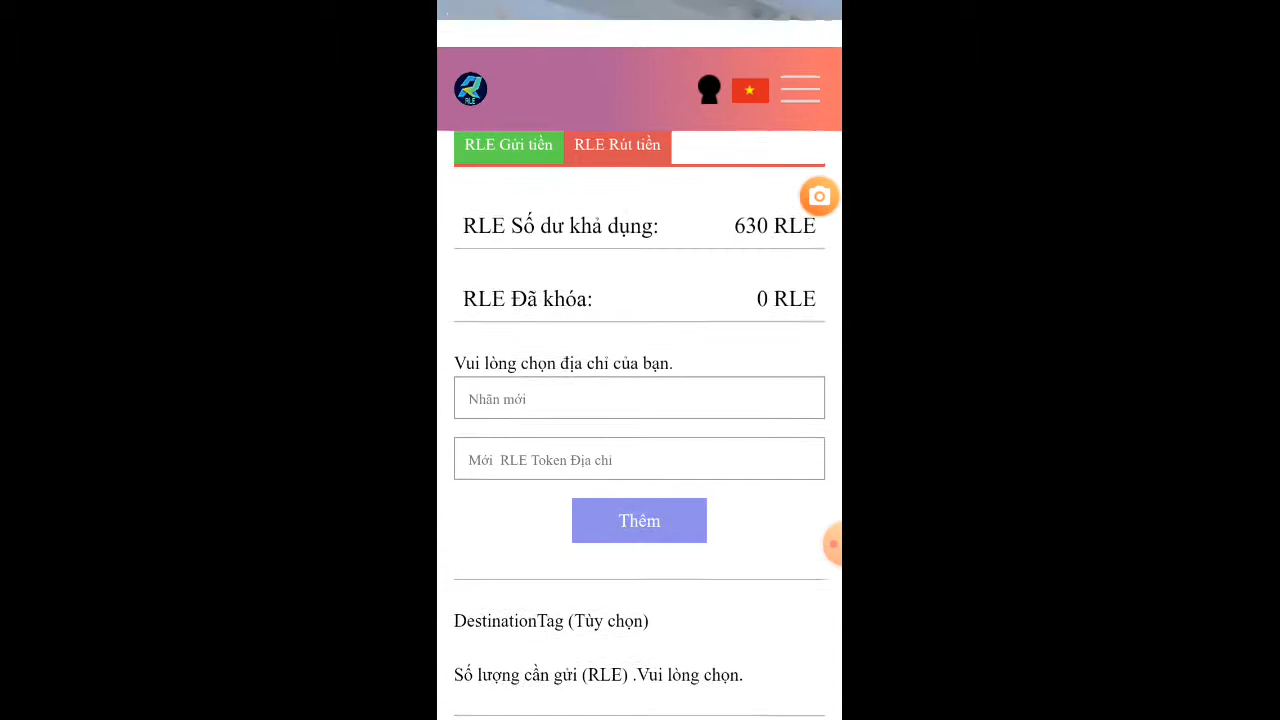 RLE
RLE Gửi tiền RLE Rút tiền
RLE Số dư khả dụng: 630 RLE
RLE Đã khóa: 0 RLE
Vui lòng chọn địa chỉ của bạn.
Nhãn mới
Mới RLE Token Địa chỉ
Thêm
DestinationTag (Tùy chọn)
Số lượng cần gửi (RLE) .Vui lòng chọn.